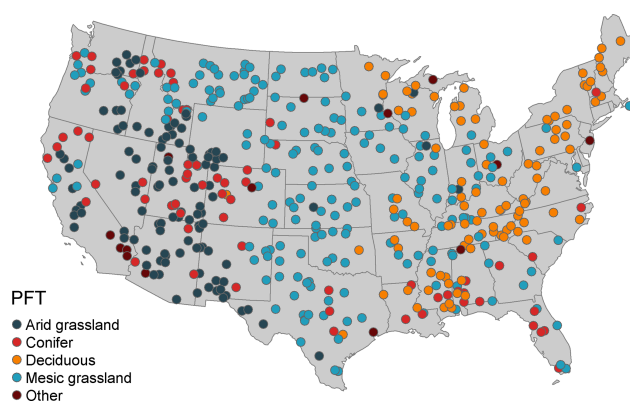 PFT
Arid grassland
Conifer
Deciduous
Mesic grassland
Other